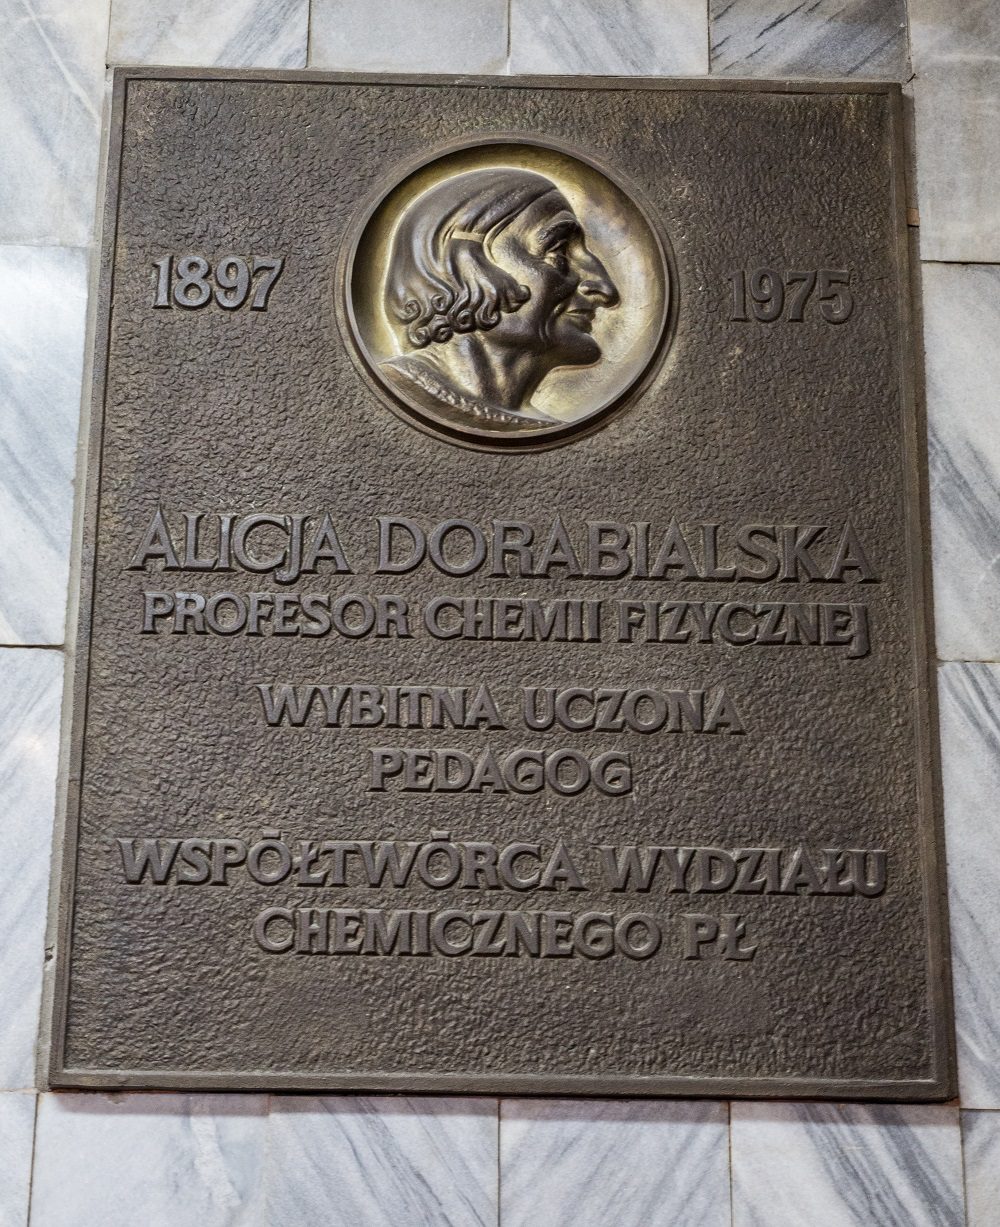 1897 1975
ALICJA DORABIALSKA
PROFESOR CHEMII FIZYCZNEJ
WYBITNA UCZONA
PEDAGOG
WSPÓŁTWÓRCA WYDZIAŁU
CHEMICZNEGO PŁ